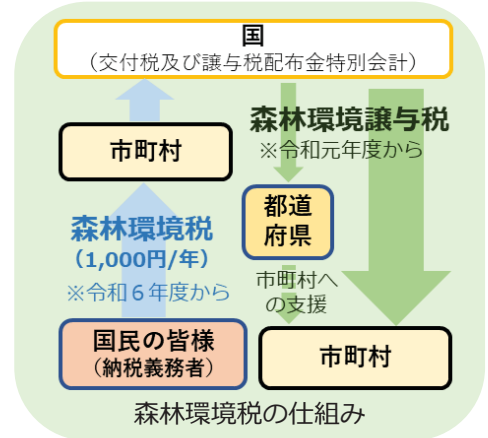 国
（交付税及び譲与税配布金特別会計）
市町村
森林環境譲与税
※令和元年度から
都道
府県
森林環境税
（1,000円/年）
※令和６年度から
市町村へ
の支援
国民の皆様
（納税義務者）
市町村
森林環境税の仕組み